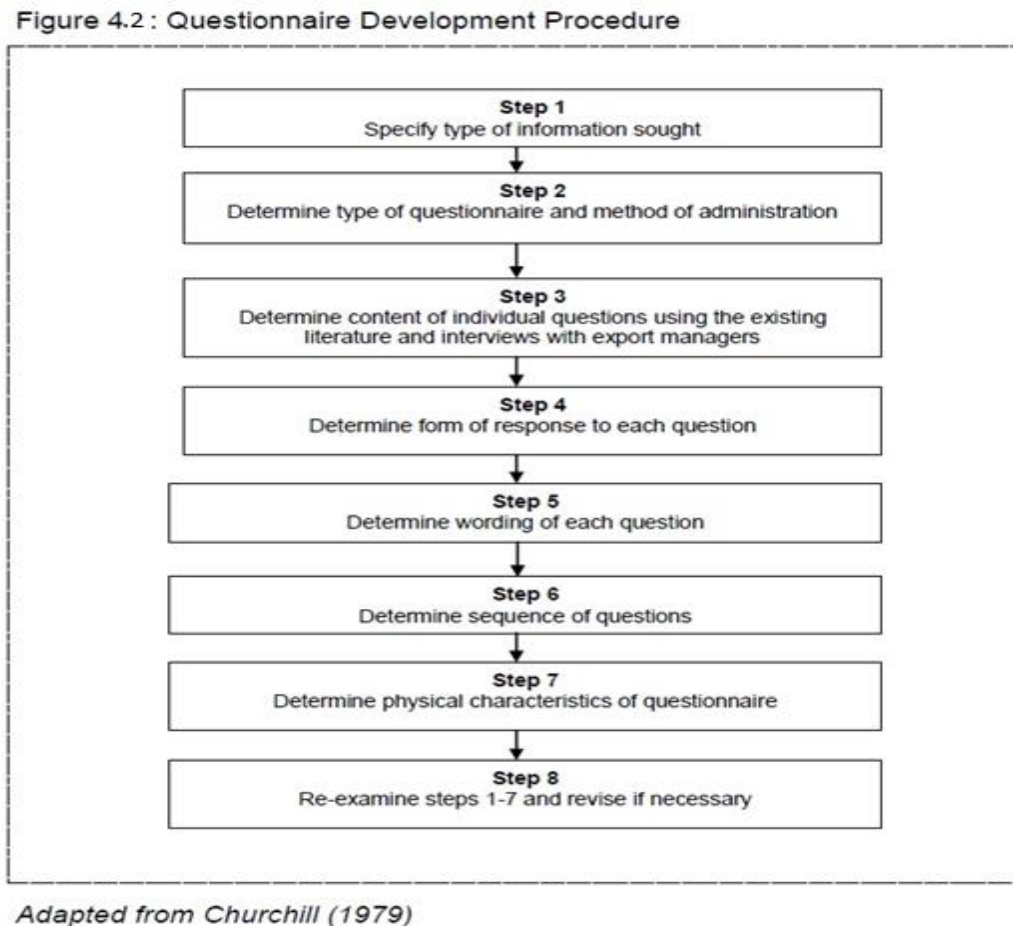 Figure 4.2 : Questionnaire Development Procedure
Step 1
Specify type of information sought
Step 2
Determine type of questionnaire and method of administration
Step 3
Determine content of individual questions using the existing
literature and interviews with export managers
Step 4
Determine form of response to each question
Step 5
Determine wording of each question
Step 6
Determine sequence of questions
Step 7
Determine physical characteristics of questionnaire
Step 8
Re-examine steps 1-7 and revise if necessary
Adapted from Churchill (1979)